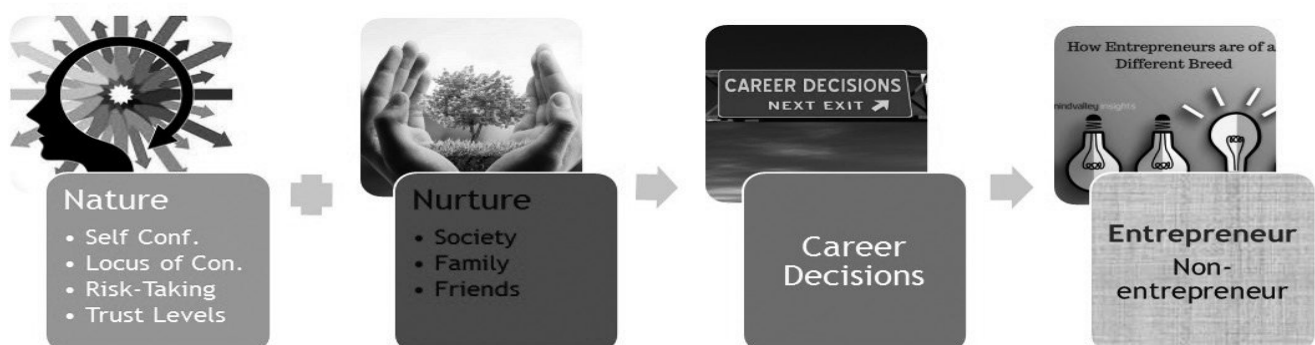 How Entrepreneurs are of a
Different Breed
mindvalley insights
CAREER DECISIONS
NEXT EXIT
Nature
• Self Conf.
• Locus of Con.
• Risk-Taking
• Trust Levels
Nurture
• Society
• Family
• Friends
Career
Decisions
Entrepreneur
Non-
entrepreneur